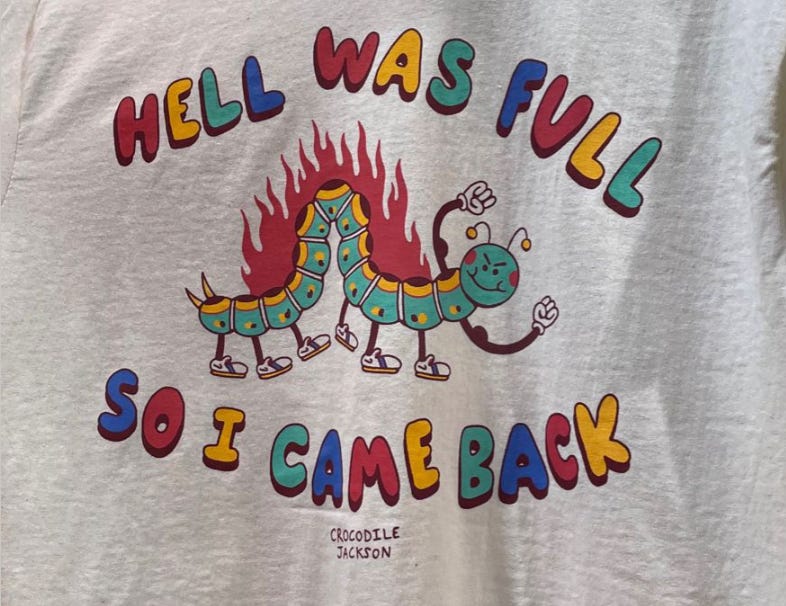 HELL WAS FULL
SO I CAME BACK
CROCODILE
JACKSON